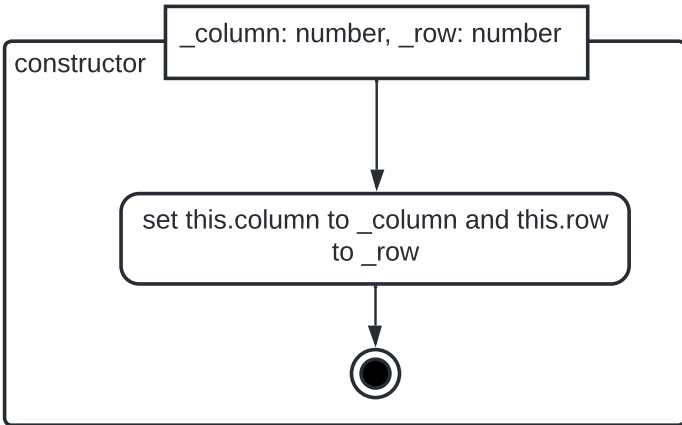 _column: number, _row: number
constructor
set this.column to _column and this.row
to _row